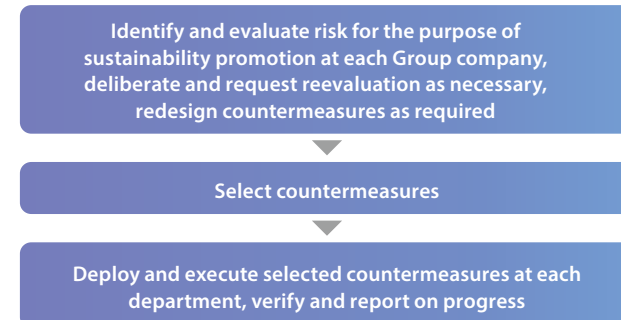 Identify and evaluate risk for the purpose of
sustainability promotion at each Group company,
deliberate and request reevaluation as necessary,
redesign countermeasures as required
Select countermeasures
Deploy and execute selected countermeasures at each
department, verify and report on progress